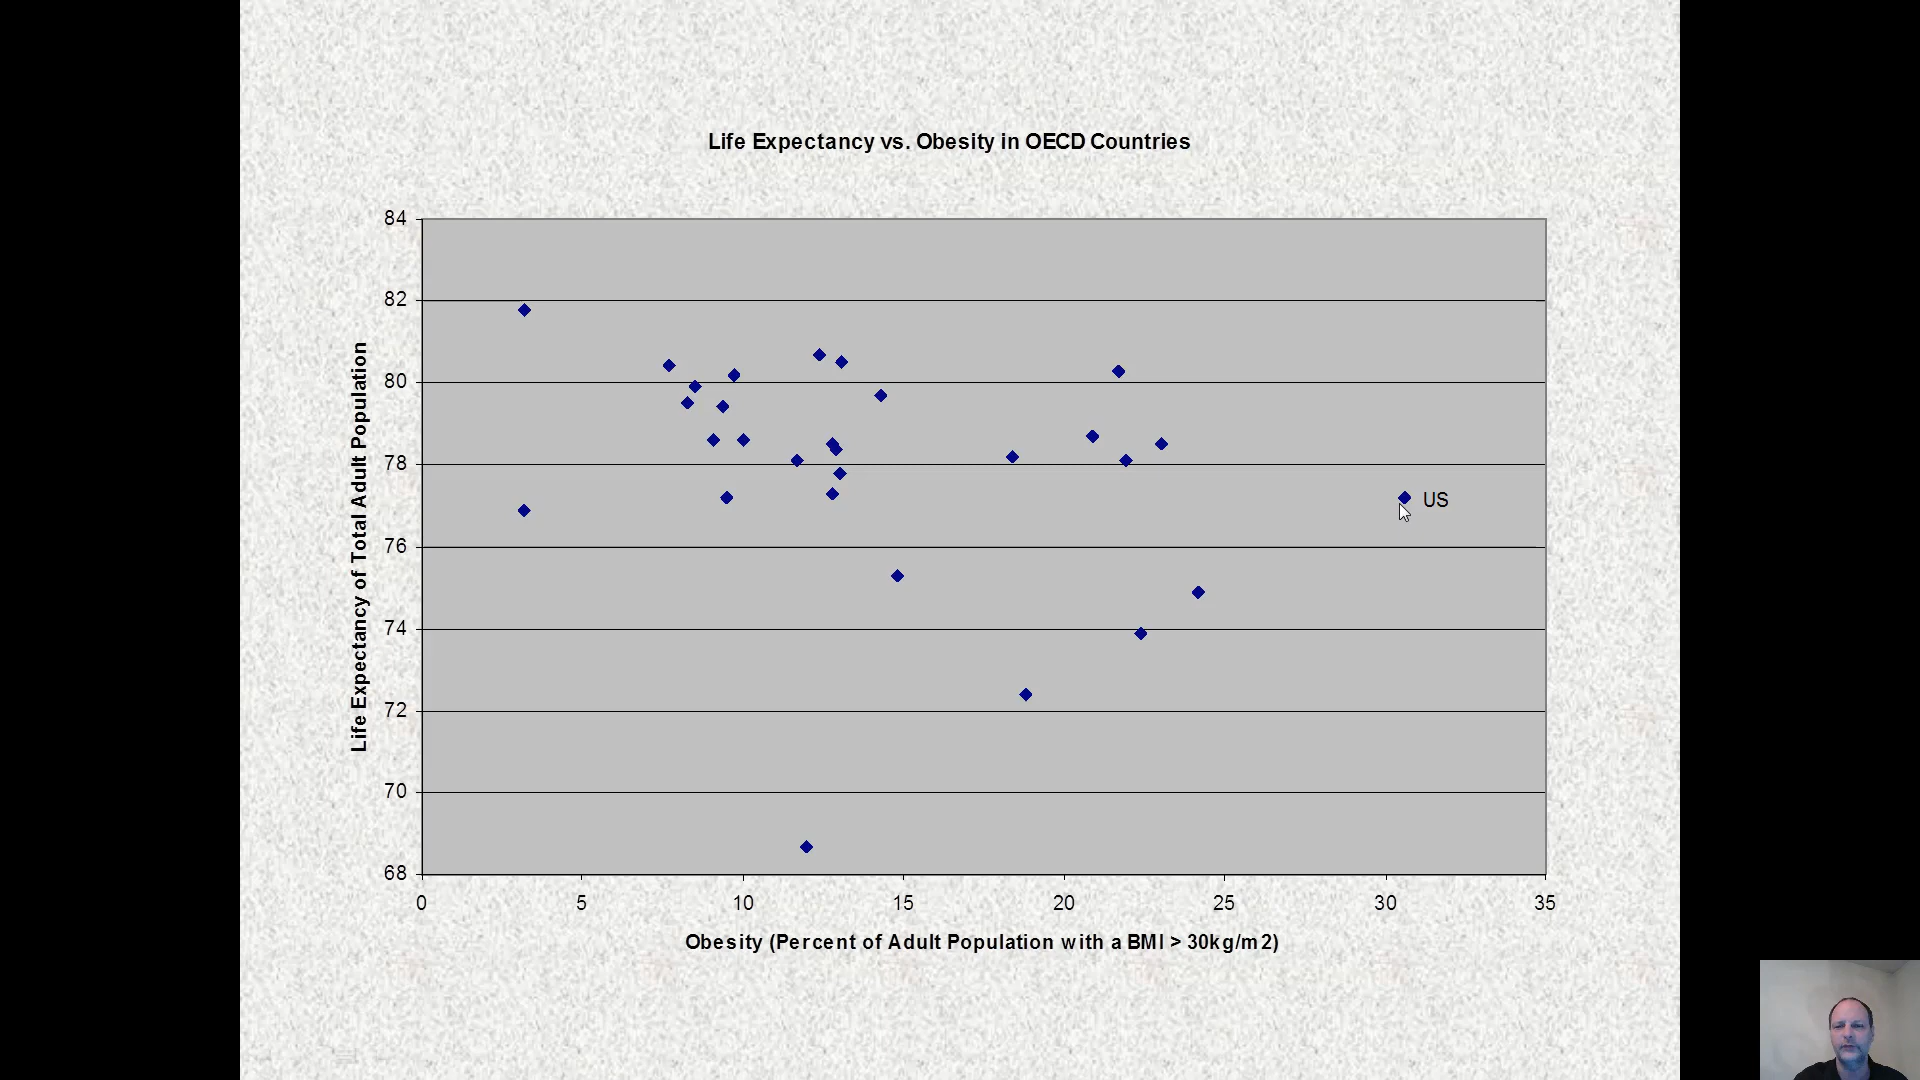 Life Expectancy vs. Obesity in OECD Countries
84
82
80
78
76
74
72
70
68
Life Expectancy of Total Adult Population
US
0 5 10 15 20 25 30 35
Obesity (Percent of Adult Population with a BMI > 30kg/m2)